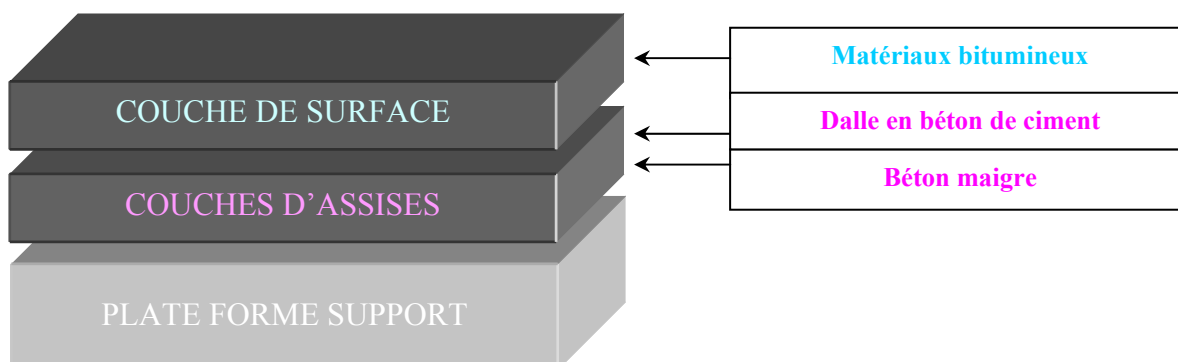 Matériaux bitumineux
COUCHE DE SURFACE
Dalle en béton de ciment
Béton maigre
COUCHES D’ASSISES
PLATE FORME SUPPORT